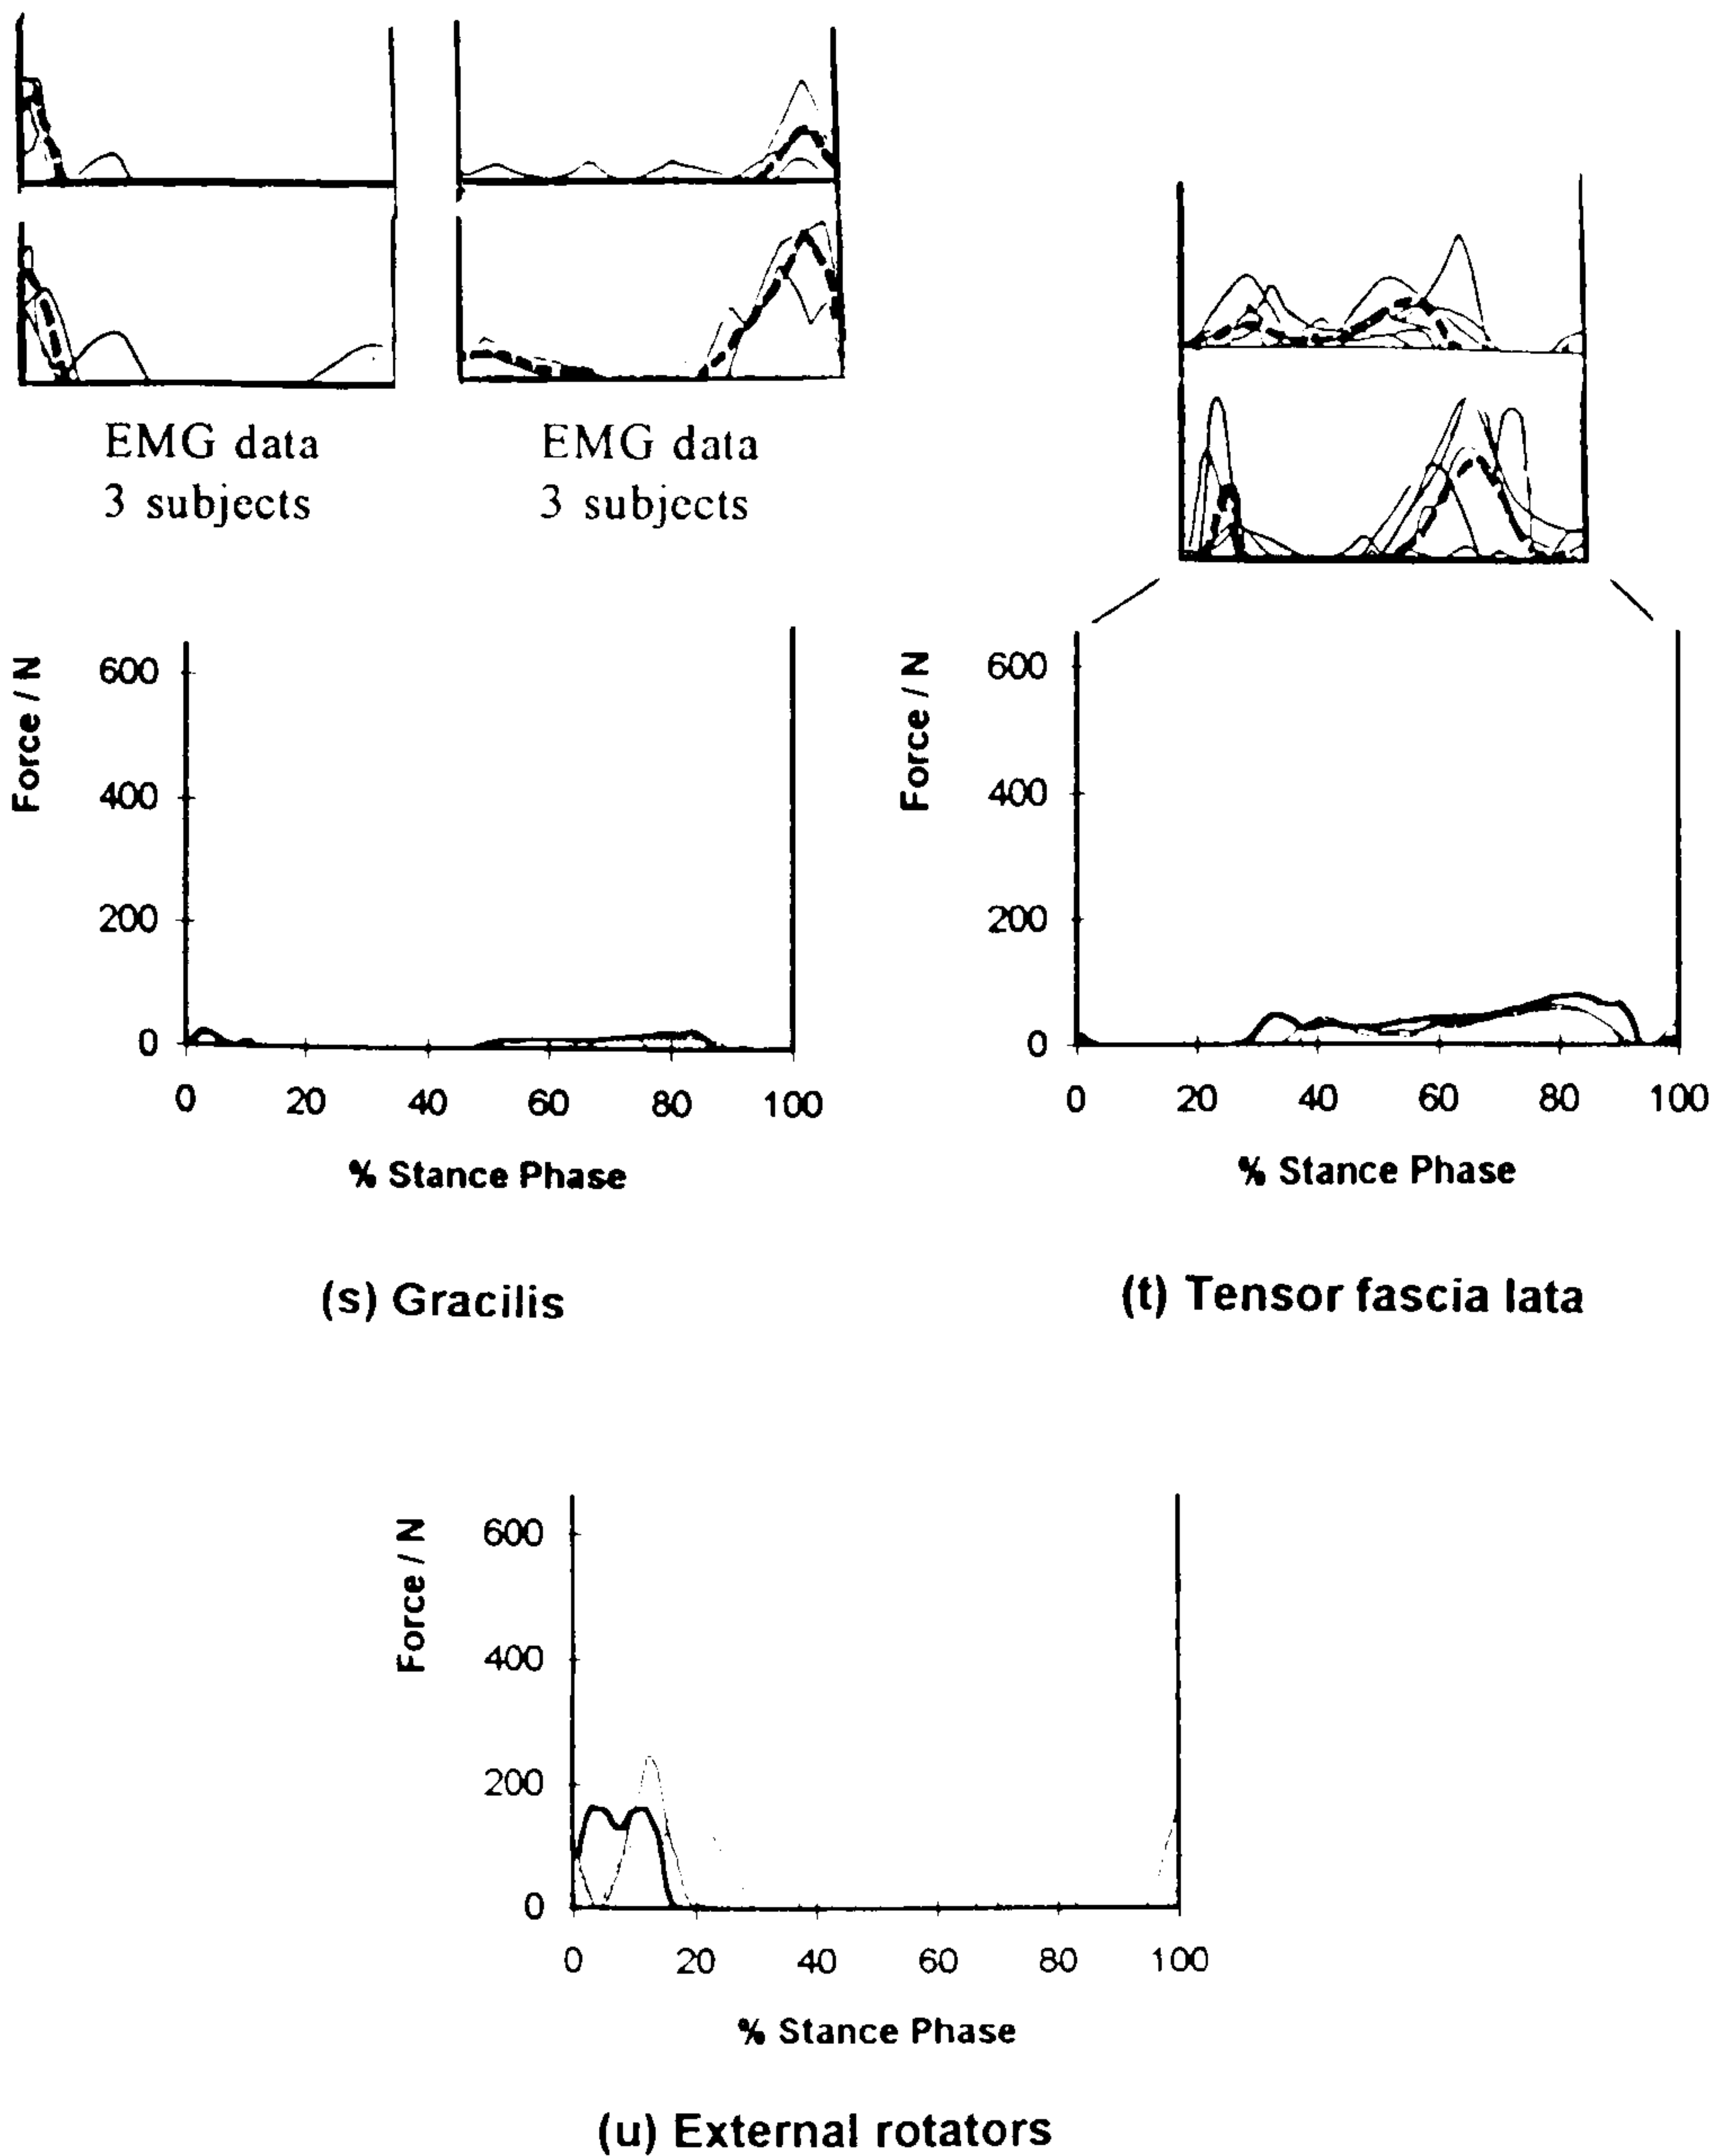 EMG data
3 subjects
EMG data
3 subjects
Force / N
600
400
200
0
0 20 40 60 80 100
% Stance Phase
(s) Gracilis
Force / N
600
400
200
0
0 20 40 60 80 100
% Stance Phase
(t) Tensor fascia lata
Force / N
600
400
200
0
0 20 40 60 80 100
% Stance Phase
(u) External rotators